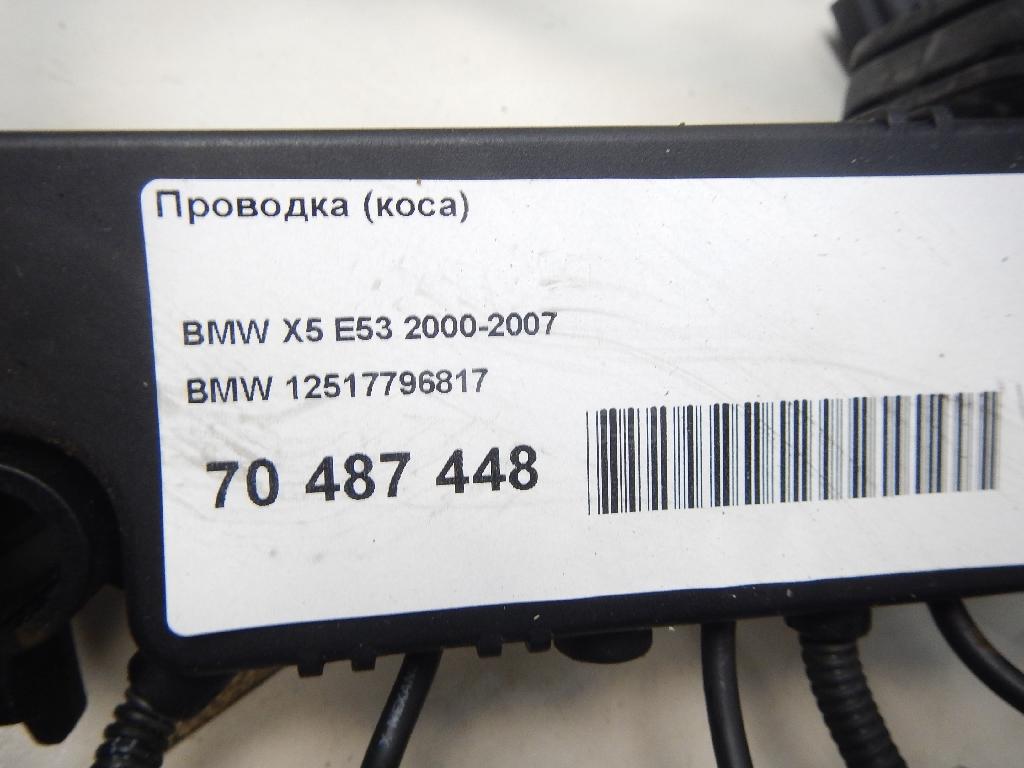 Проводка (коса)
BMW X5 E53 2000-2007
BMW 12517796817
70 487 448